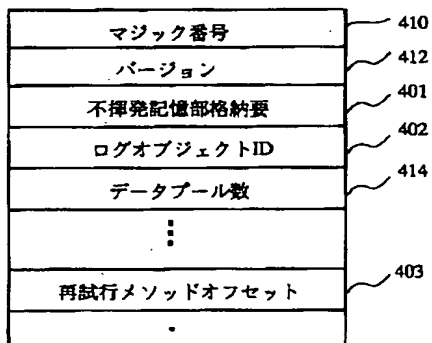 マジック番号 410
バージョン 412
不揮発記憶部格納要 401
ログオブジェクトID 402
データプール数 414
再試行メソッドオフセット 403